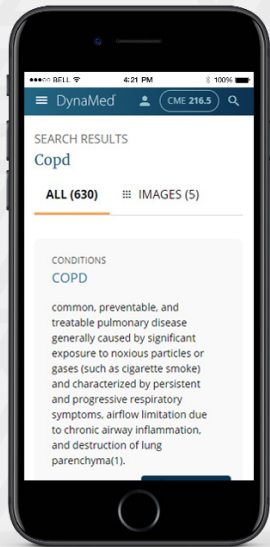 BELL 4:21 PM 100%
DynaMed CME 216.5
SEARCH RESULTS
Copd
ALL (630) IMAGES (5)
CONDITIONS
COPD
common, preventable, and
treatable pulmonary disease
generally caused by significant
exposure to noxious particles or
gases (such as cigarette smoke)
and characterized by persistent
and progressive respiratory
symptoms, airflow limitation due
to chronic airway inflammation,
and destruction of lung
parenchyma(1).